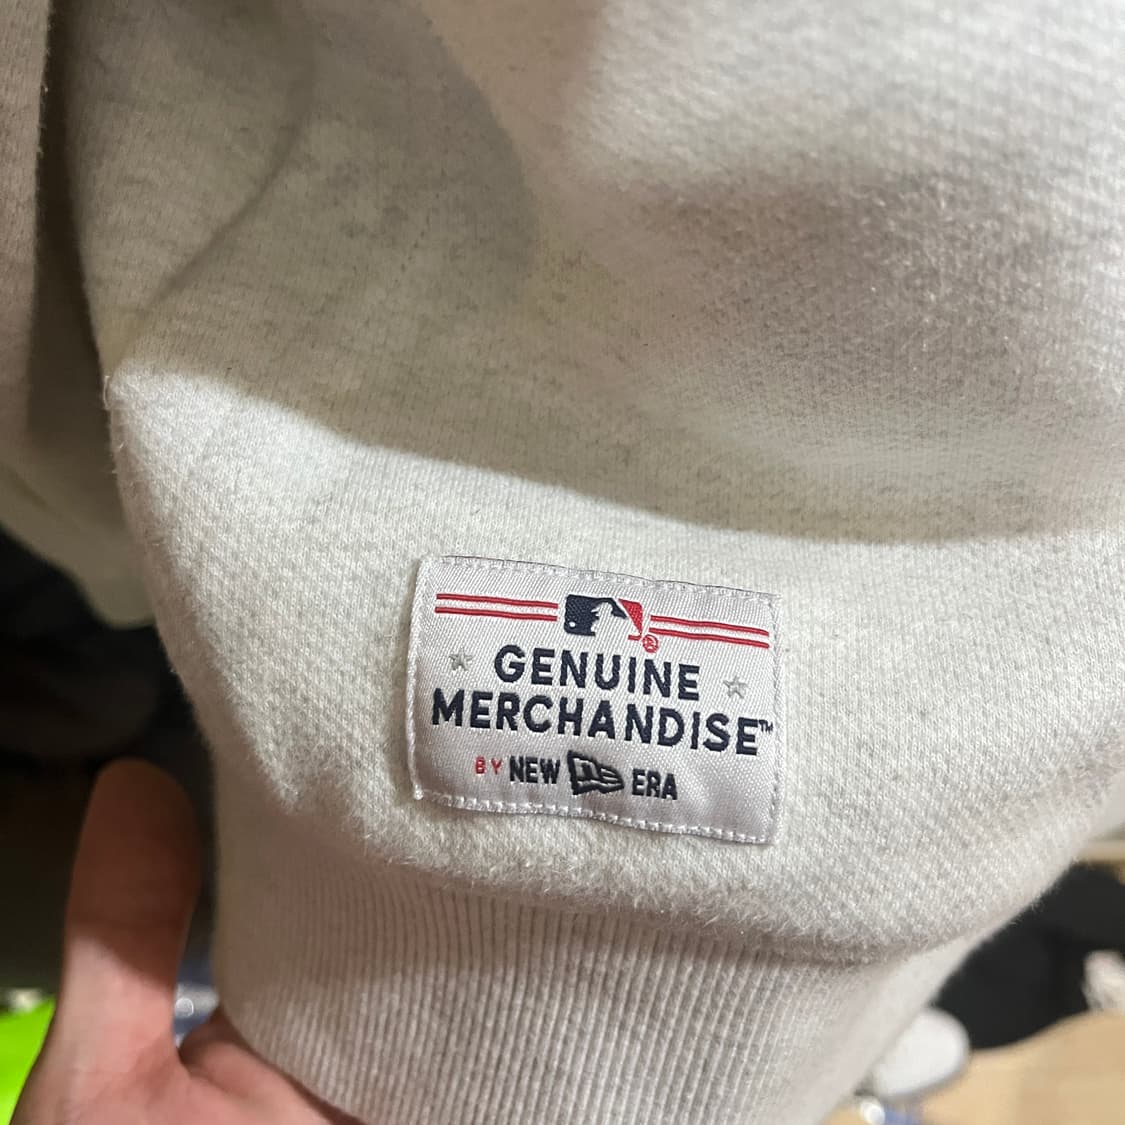 ®
GENUINE
MERCHANDISE™
BY NEW ERA